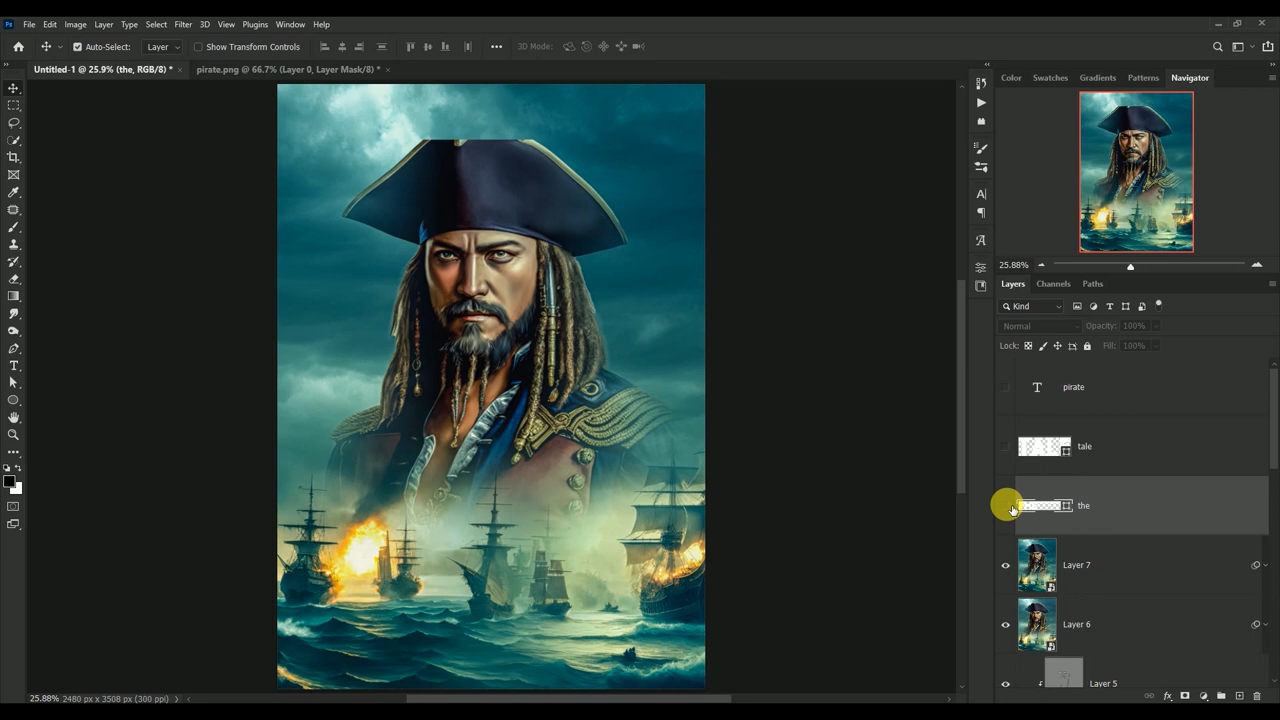 Ps File Edit Image Layer Type Select Filter 3D View Plugins Window Help
Auto-Select: Layer Show Transform Controls 3D Mode:
Untitled-1 @ 25.9% (the, RGB/8) * × pirate.png @ 66.7% (Layer 0, Layer Mask/8) * ×
Color Swatches Gradients Patterns Navigator
25.88%
Layers Channels Paths
Kind
Normal Opacity: 100%
Lock: Fill: 100%
pirate
tale
the
Layer 7
Layer 6
Layer 5
25.88% 2480 px x 3508 px (300 ppi)